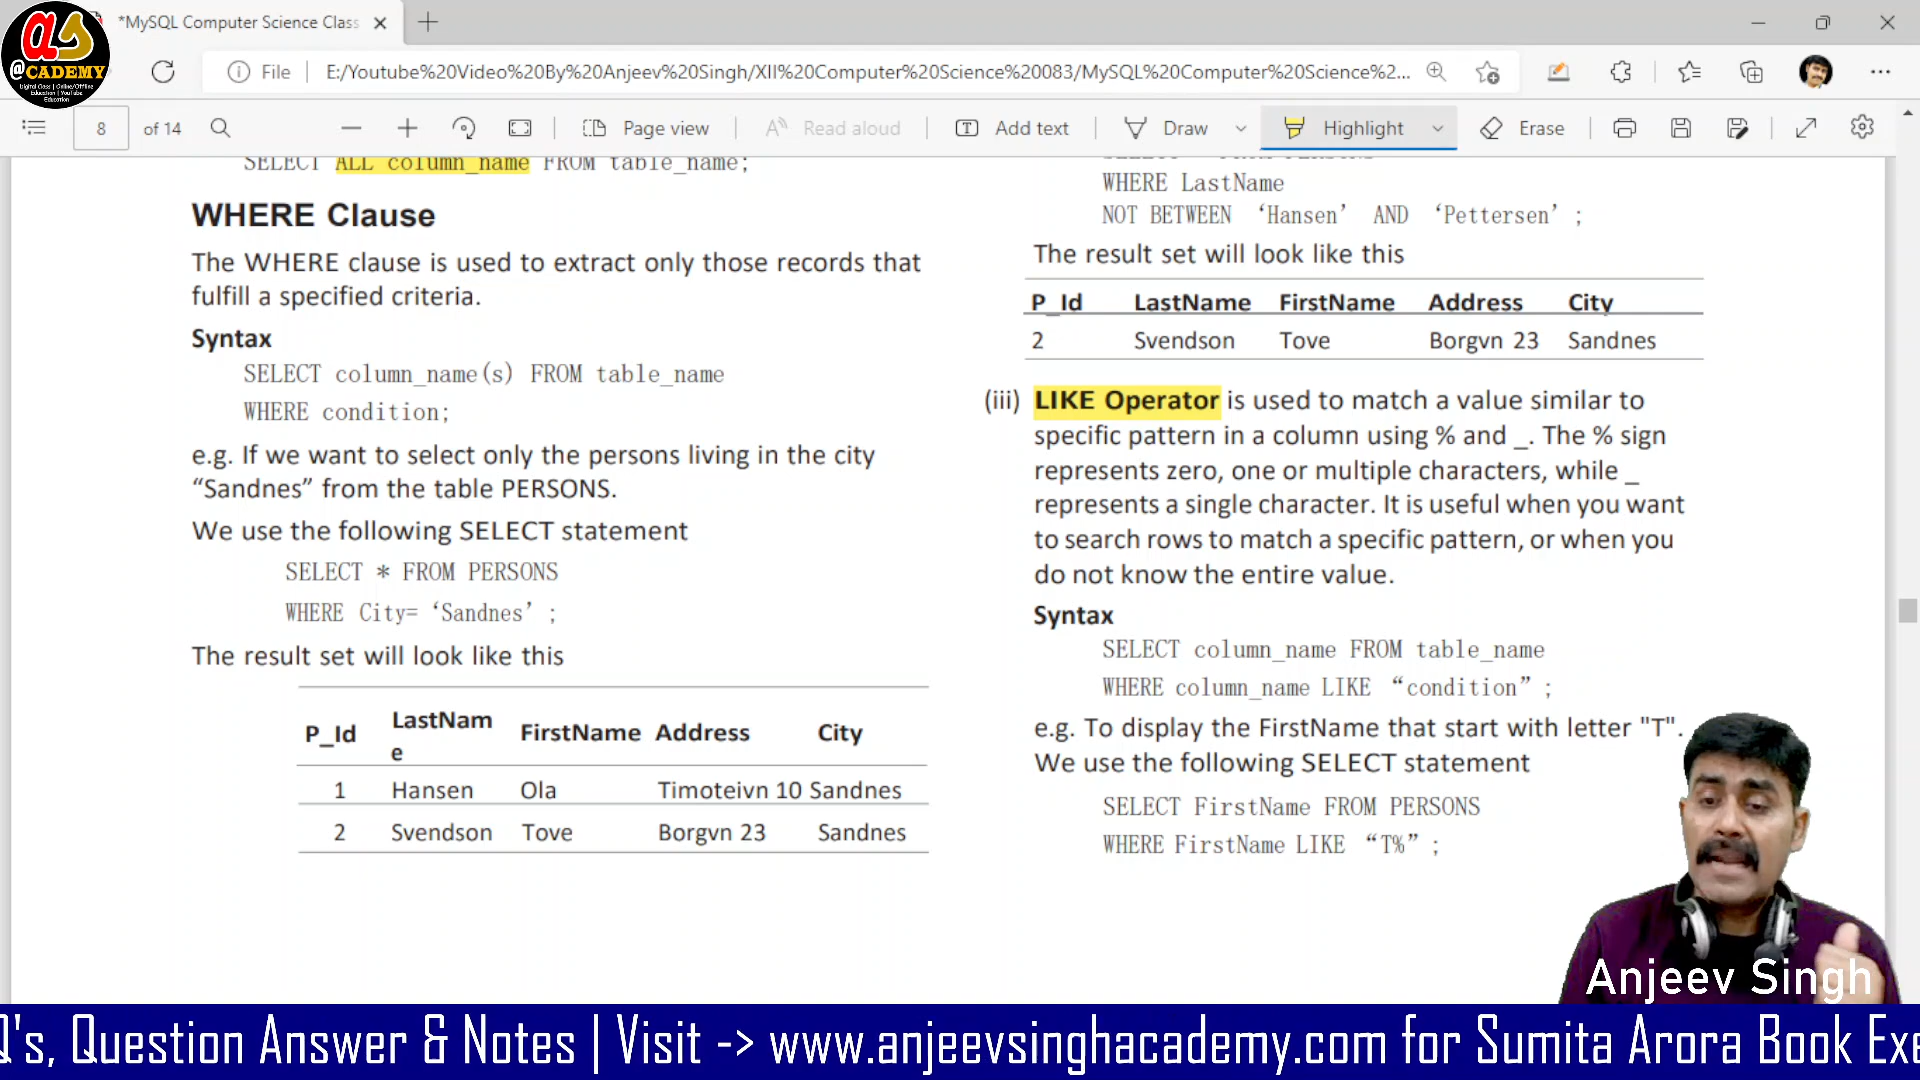 as
@CADEMY
Digital Class | Online/Offline
Education | YouTube
Education
*MySQL Computer Science Class
File
E:/Youtube%20Video%20By%20Anjeev%20Singh/XII%20Computer%20Science%20083/MySQL%20Computer%20Science%2...
8 of 14
Page view
Read aloud
Add text
Draw
Highlight
Erase
SELECT ALL column_name FROM table_name;
WHERE Clause
The WHERE clause is used to extract only those records that
fulfill a specified criteria.
Syntax
SELECT column_name(s) FROM table_name
WHERE condition;
e.g. If we want to select only the persons living in the city
“Sandnes” from the table PERSONS.
We use the following SELECT statement
SELECT * FROM PERSONS
WHERE City= ‘Sandnes’ ;
The result set will look like this
P_Id LastNam FirstName Address City
e
1 Hansen Ola Timoteivn 10 Sandnes
2 Svendson Tove Borgvn 23 Sandnes
WHERE LastName
NOT BETWEEN ‘Hansen’ AND ‘Pettersen’ ;
The result set will look like this
P_Id LastName FirstName Address City
2 Svendson Tove Borgvn 23 Sandnes
(iii) LIKE Operator is used to match a value similar to
specific pattern in a column using % and _. The % sign
represents zero, one or multiple characters, while _
represents a single character. It is useful when you want
to search rows to match a specific pattern, or when you
do not know the entire value.
Syntax
SELECT column_name FROM table_name
WHERE column_name LIKE “condition” ;
e.g. To display the FirstName that start with letter "T".
We use the following SELECT statement
SELECT FirstName FROM PERSONS
WHERE FirstName LIKE “T%” ;
Anjeev Singh
Q's, Question Answer & Notes | Visit -> www.anjeevsinghacademy.com for Sumita Arora Book Exe